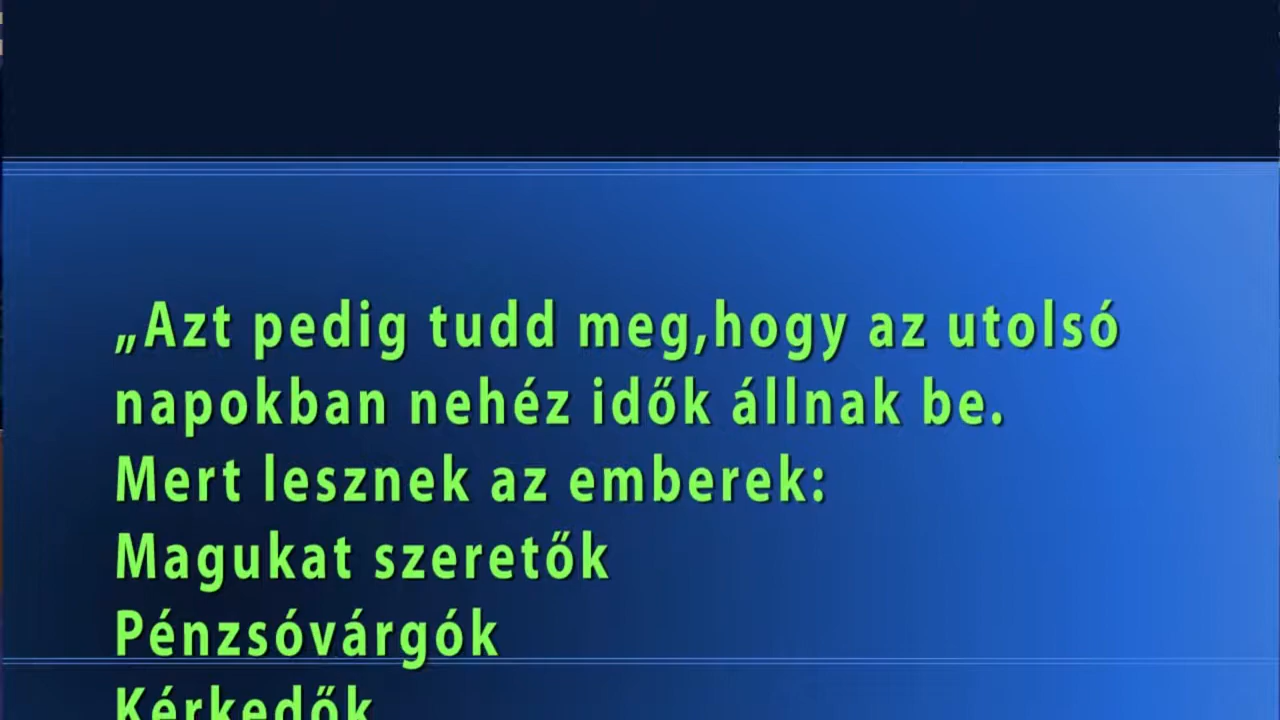 „Azt pedig tudd meg,hogy az utolsó
napokban nehéz idők állnak be.
Mert lesznek az emberek:
Magukat szeretők
Pénzsóvárgók
Kérkedők